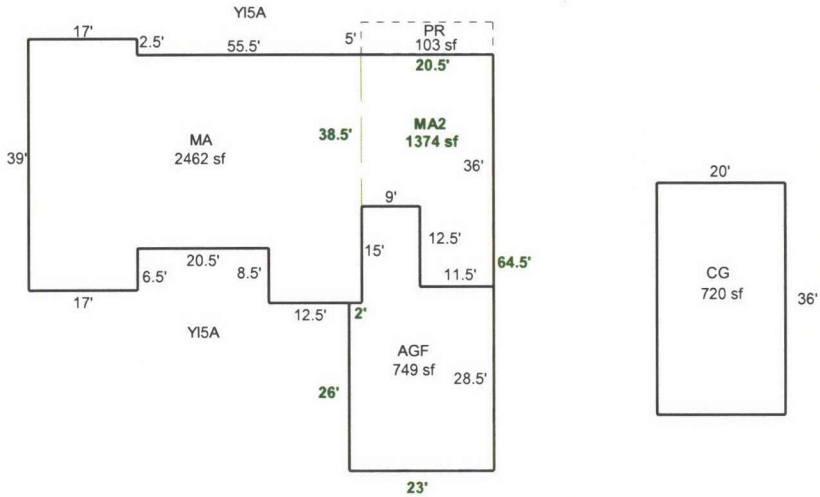 YI5A
17'
2.5'
55.5'
5'
PR
103 sf
20.5'
MA
2462 sf
38.5'
MA2
1374 sf
39'
36'
9'
20'
20.5'
6.5'
8.5'
15'
12.5'
11.5'
64.5'
CG
720 sf
36'
17'
12.5'
2'
YI5A
AGF
749 sf
28.5'
26'
23'